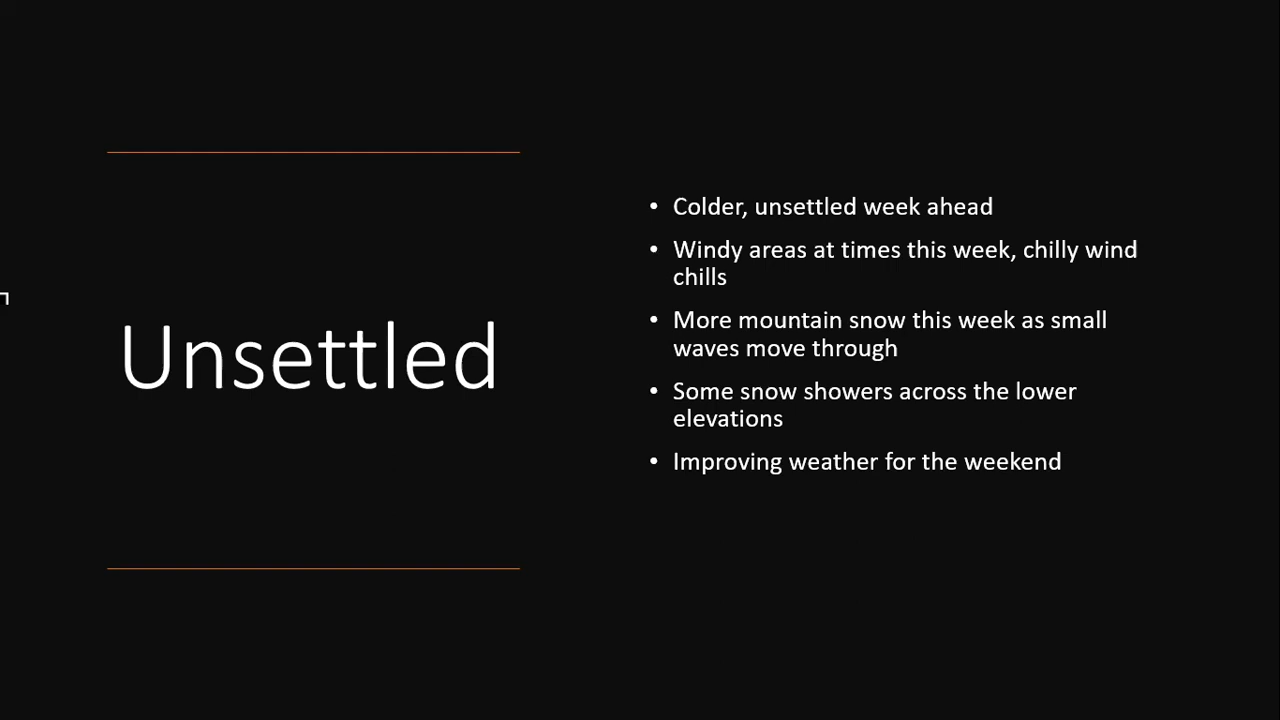 Unsettled
• Colder, unsettled week ahead
• Windy areas at times this week, chilly wind
chills
• More mountain snow this week as small
waves move through
• Some snow showers across the lower
elevations
• Improving weather for the weekend